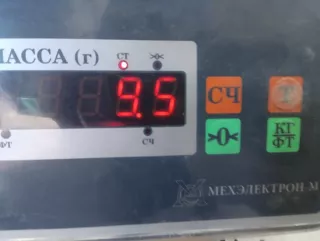 МАССА (г)
СТ
9.5
СЧ
Т
>0<
КГ
ФТ
ФТ
СЧ
МЕХЭЛЕКТРОН М